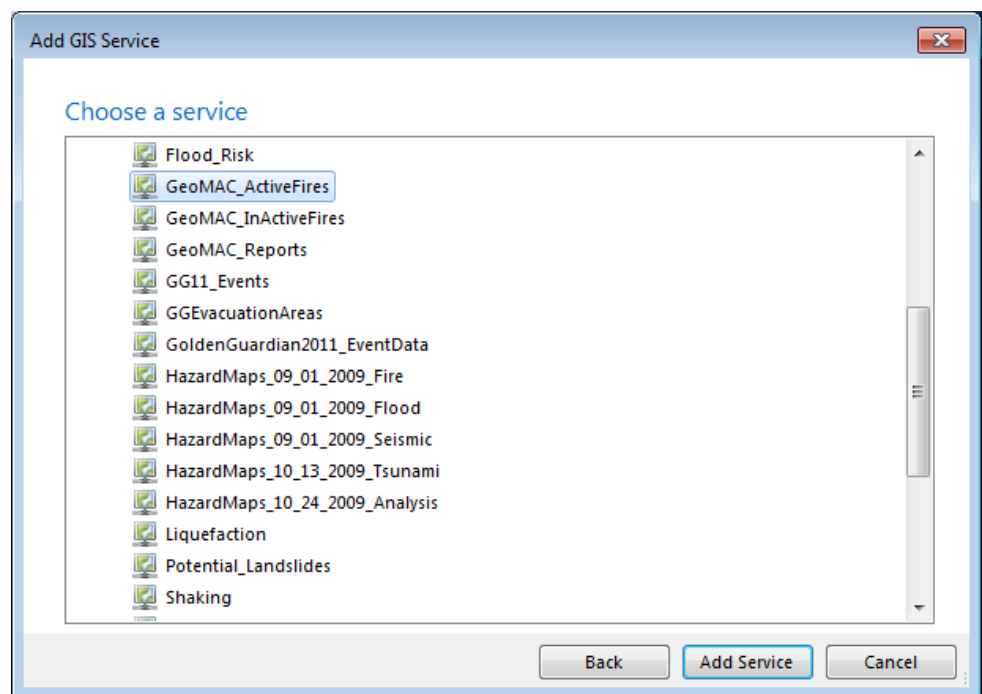 Add GIS Service
Choose a service
Flood_Risk
GeoMAC_ActiveFires
GeoMAC_InActiveFires
GeoMAC_Reports
GG11_Events
GGEvacuationAreas
GoldenGuardian2011_EventData
HazardMaps_09_01_2009_Fire
HazardMaps_09_01_2009_Flood
HazardMaps_09_01_2009_Seismic
HazardMaps_10_13_2009_Tsunami
HazardMaps_10_24_2009_Analysis
Liquefaction
Potential_Landslides
Shaking
Back Add Service Cancel